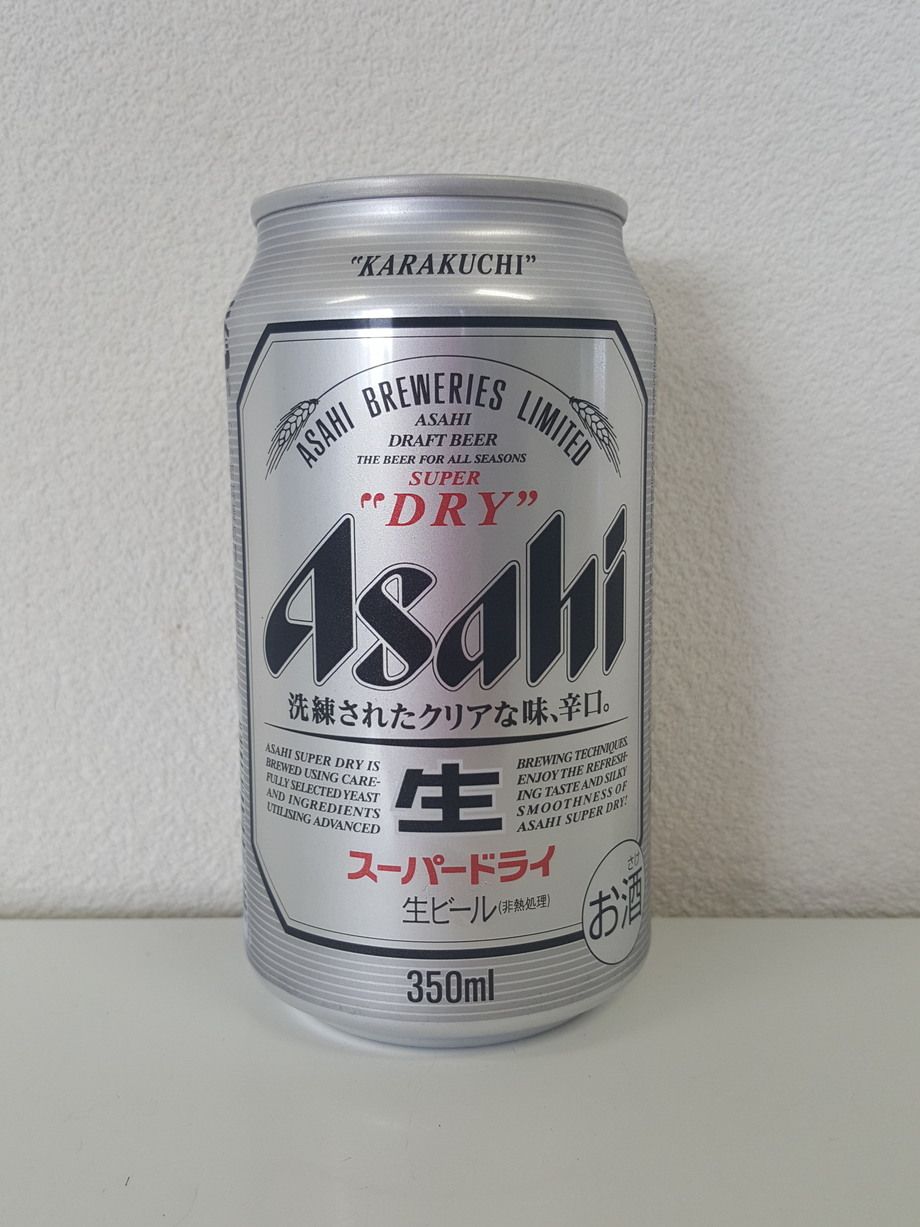 "KARAKUCHI"
ASAHI BREWERIES LIMITED
ASAHI
DRAFT BEER
THE BEER FOR ALL SEASONS
SUPER
"DRY"
Asahi
洗練されたクリアな味、辛口。
ASAHI SUPER DRY IS
BREWED USING CARE-
FULLY SELECTED YEAST
AND INGREDIENTS
UTILISING ADVANCED
生
BREWING TECHNIQUES.
ENJOY THE REFRESH-
ING TASTE AND SILKY
SMOOTHNESS OF
ASAHI SUPER DRY!
スーパードライ
生ビール(非熱処理)
さけ
お酒
350ml